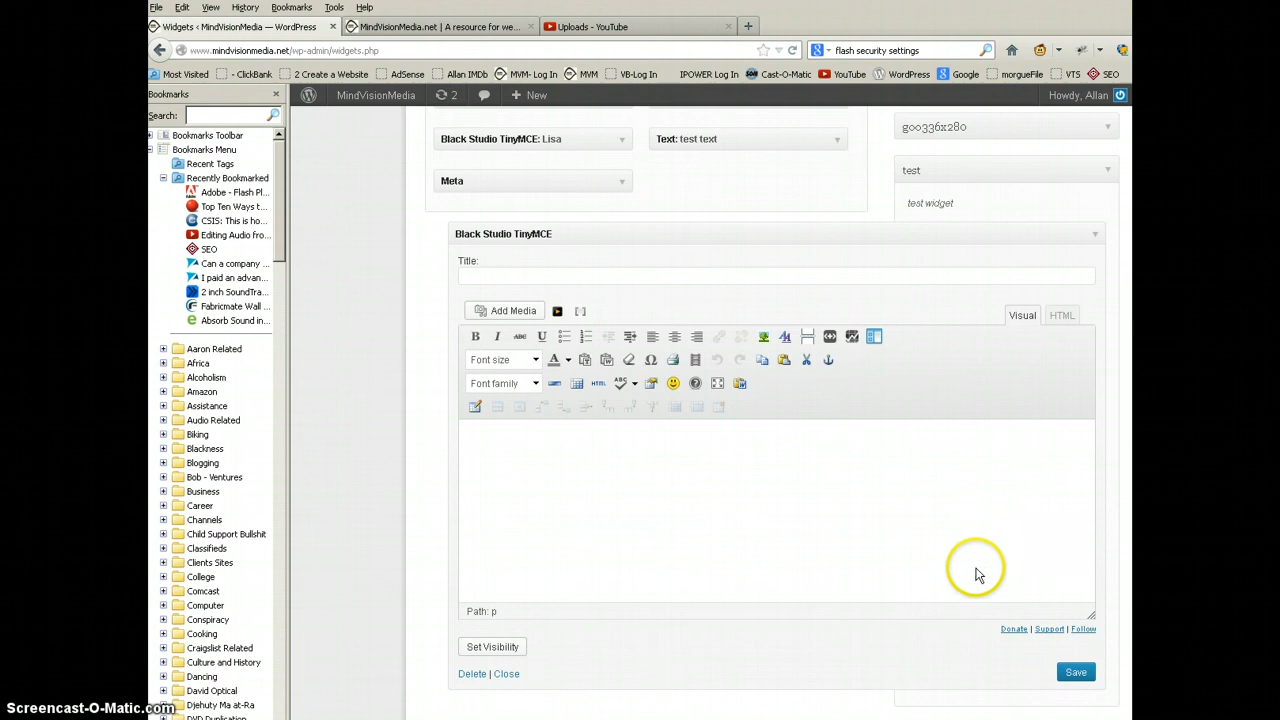 File Edit View History Bookmarks Tools Help
Widgets ‹ MindVisionMedia — WordPress × MindVisionMedia.net | A resource for we... × Uploads - YouTube × +
www.mindvisionmedia.net/wp-admin/widgets.php flash security settings
Most Visited - ClickBank 2 Create a Website AdSense Allan IMDb MVM- Log In MVM VB-Log In IPOWER Log In Cast-O-Matic YouTube WordPress Google morgueFile VTS SEO
Bookmarks × MindVisionMedia 2 + New Howdy, Allan
Search:
Bookmarks Toolbar
Bookmarks Menu
Recent Tags
Recently Bookmarked
Adobe - Flash Pl...
Top Ten Ways t...
CSIS: This is ho...
Editing Audio fro...
SEO
Can a company ...
I paid an advan...
2 inch SoundTra...
Fabricmate Wall ...
Absorb Sound in...
Aaron Related
Africa
Alcoholism
Amazon
Assistance
Audio Related
Biking
Blackness
Blogging
Bob - Ventures
Business
Career
Channels
Child Support Bullshit
Classifieds
Clients Sites
College
Comcast
Computer
Conspiracy
Cooking
Craigslist Related
Culture and History
Dancing
David Optical
Djehuty Ma at-Ra
DVD Duplication
Black Studio TinyMCE: Lisa Text: test text
Meta
goo336x280
test
test widget
Black Studio TinyMCE
Title:
Add Media Visual HTML
B I ABC U
Font size A
Font family HTML ABC
Path: p
Donate | Support | Follow
Set Visibility
Delete | Close Save
Screencast-O-Matic.com